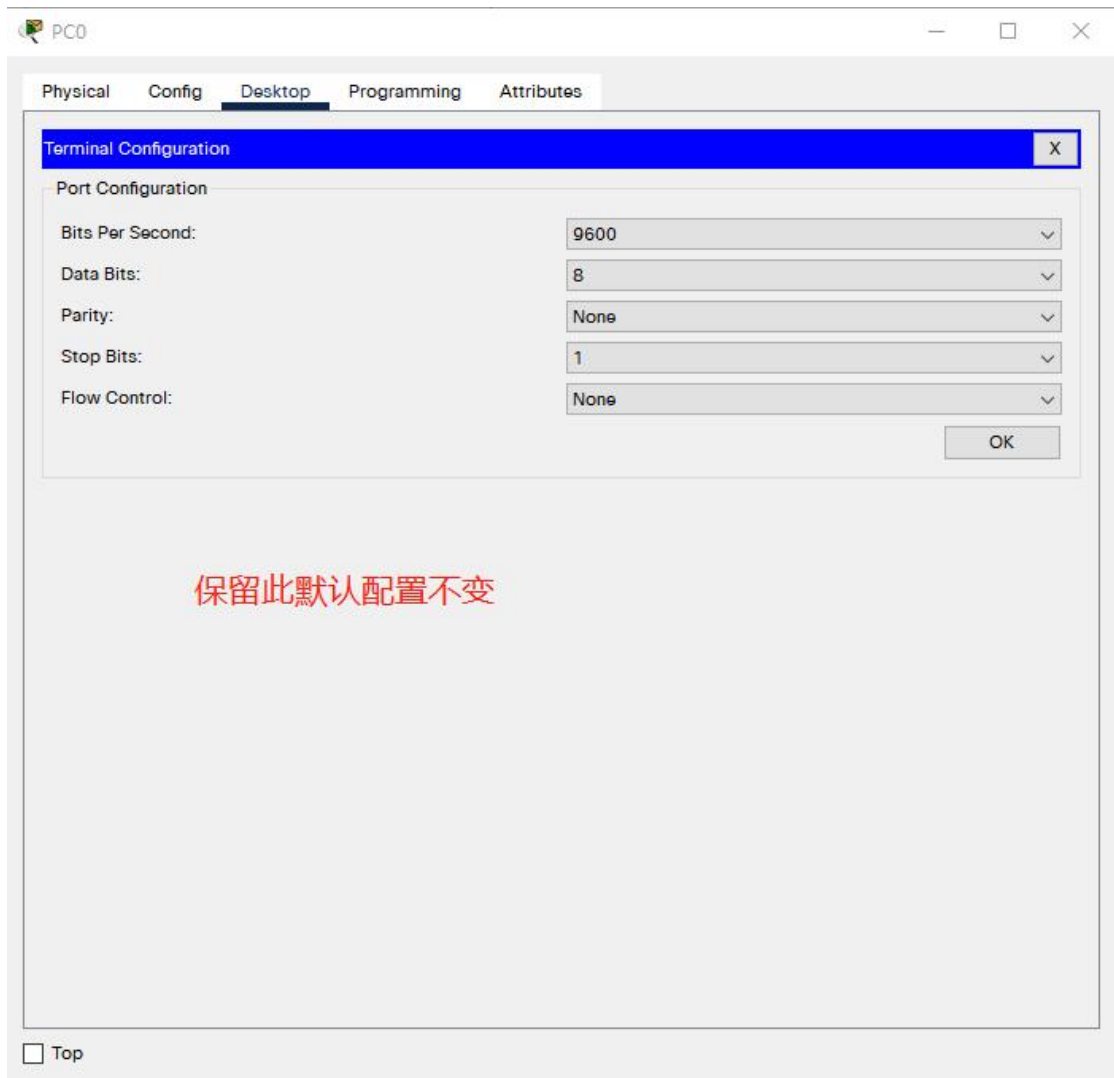 PC0
Physical Config Desktop Programming Attributes
Terminal Configuration X
Port Configuration
Bits Per Second: 9600
Data Bits: 8
Parity: None
Stop Bits: 1
Flow Control: None
OK
保留此默认配置不变
Top